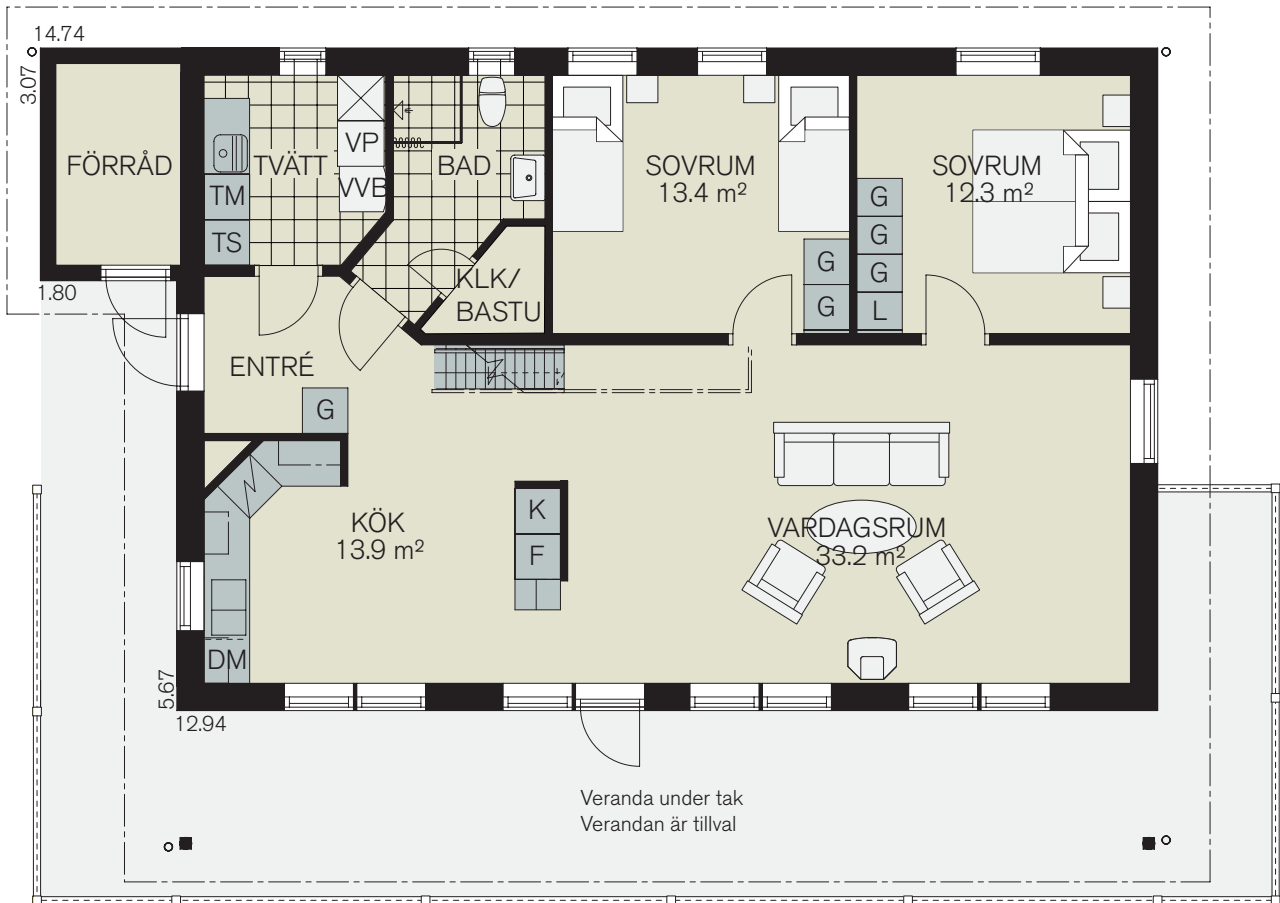 14.74
3.07
FÖRRÅD
TVÄTT
VP
VVB
TM
TS
BAD
SOVRUM
13.4 m²
SOVRUM
12.3 m²
G
G
G
L
G
G
KLK/
BASTU
1.80
ENTRÉ
G
KÖK
13.9 m²
K
F
VARDAGSRUM
33.2 m²
DM
5.67
12.94
Veranda under tak
Verandan är tillval